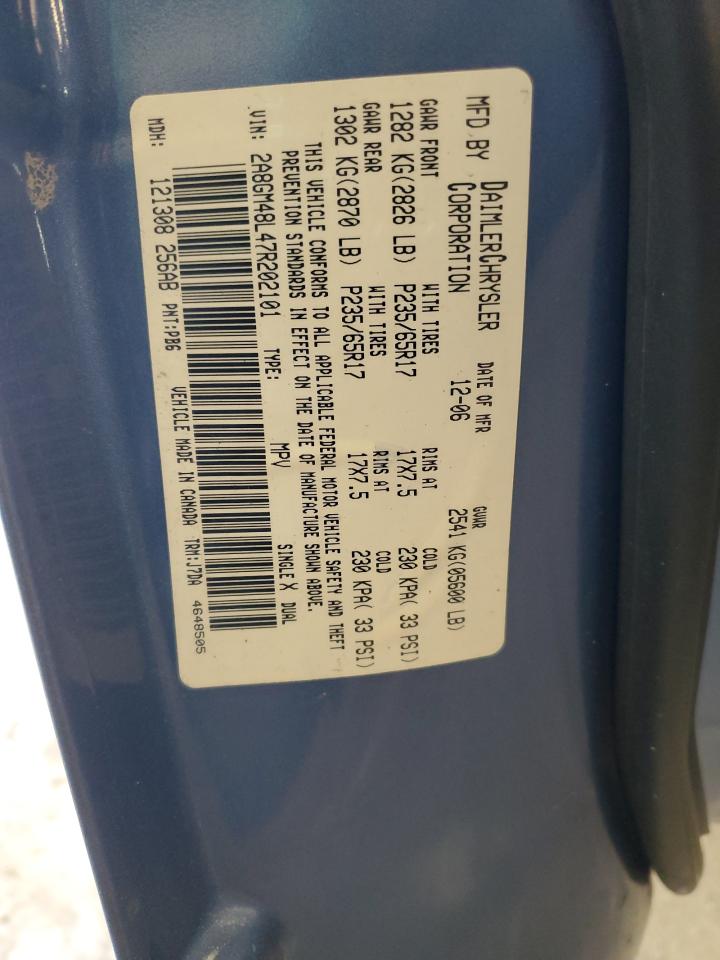 MFD BY DAIMLERCHRYSLER CORPORATION DATE OF MFR 12-06 GVWR 2541 KG(05600 LB)
GAWR FRONT WITH TIRES RIMS AT COLD
1282 KG(2826 LB) P235/65R17 17X7.5 230 KPA( 33 PSI)
GAWR REAR WITH TIRES RIMS AT COLD
1302 KG(2870 LB) P235/65R17 17X7.5 230 KPA( 33 PSI)
THIS VEHICLE CONFORMS TO ALL APPLICABLE FEDERAL MOTOR VEHICLE SAFETY AND THEFT
PREVENTION STANDARDS IN EFFECT ON THE DATE OF MANUFACTURE SHOWN ABOVE.
VIN: 2A8GM48L47R202101 TYPE: MPV SINGLE X DUAL
MDH: 121308 256AB PNT:PB6 VEHICLE MADE IN CANADA TRM:J7DA 4648505